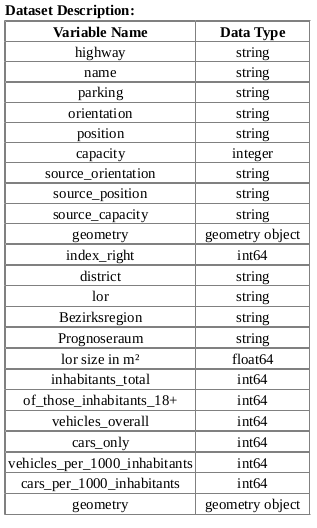 Dataset Description:
Variable Name Data Type
highway string
name string
parking string
orientation string
position string
capacity integer
source_orientation string
source_position string
source_capacity string
geometry geometry object
index_right int64
district string
lor string
Bezirksregion string
Prognoseraum string
lor size in m² float64
inhabitants_total int64
of_those_inhabitants_18+ int64
vehicles_overall int64
cars_only int64
vehicles_per_1000_inhabitants int64
cars_per_1000_inhabitants int64
geometry geometry object